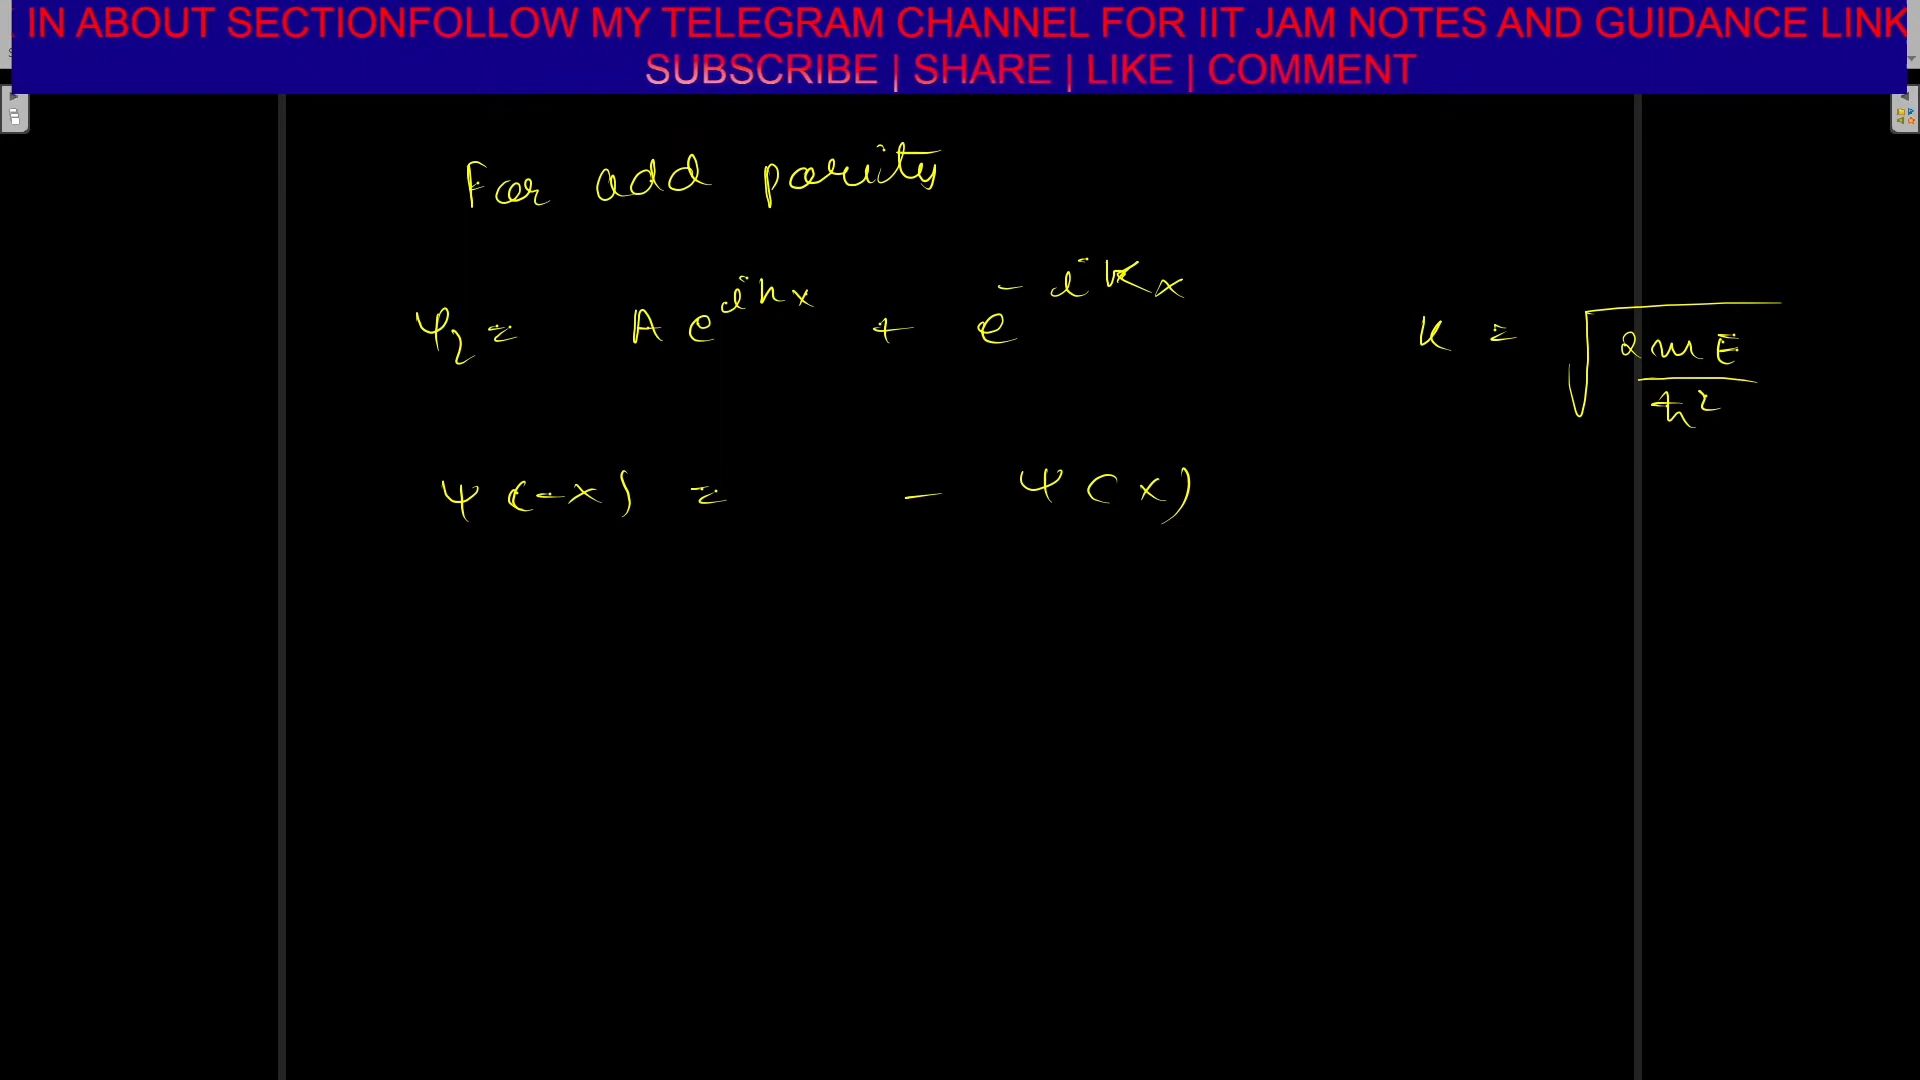 IN ABOUT SECTIONFOLLOW MY TELEGRAM CHANNEL FOR IIT JAM NOTES AND GUIDANCE LINK
SUBSCRIBE | SHARE | LIKE | COMMENT
For odd parity
ψ₂ = A e^{ikx} + e^{-ikx}
k = √(2mE/ħ²)
ψ(-x) = - ψ(x)